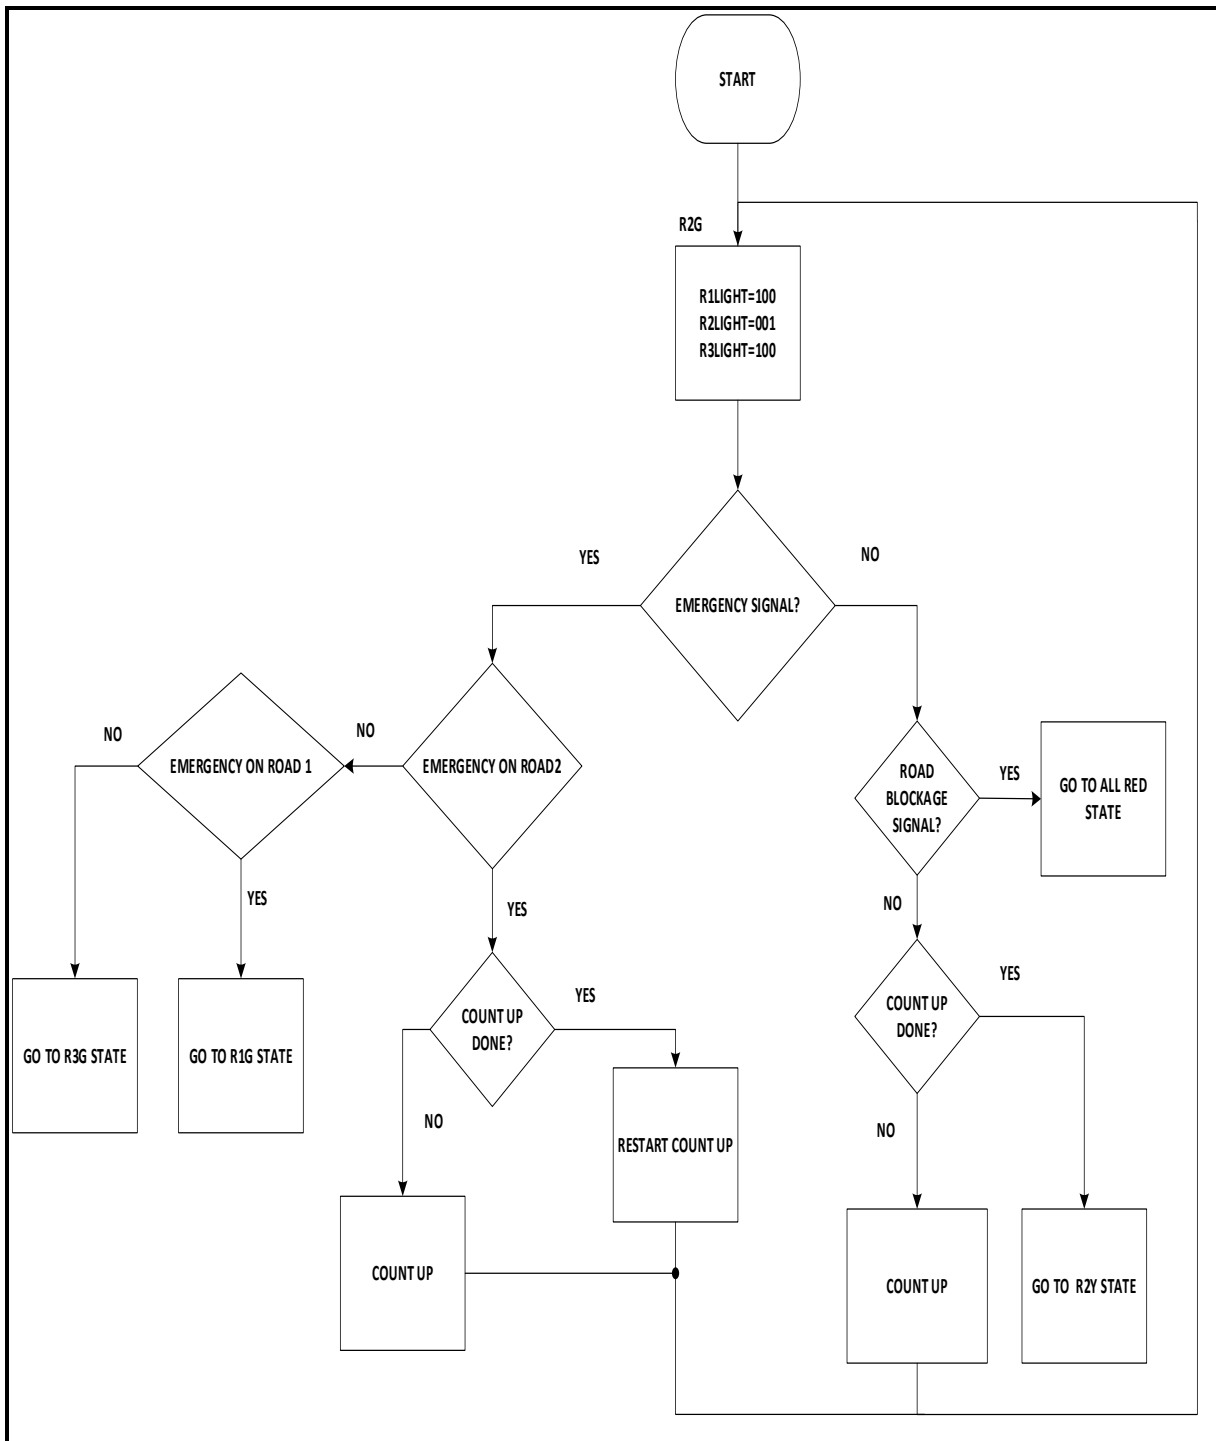 START
R2G
R1LIGHT=100
R2LIGHT=001
R3LIGHT=100
YES
NO
EMERGENCY SIGNAL?
NO
NO
EMERGENCY ON ROAD 1
EMERGENCY ON ROAD2
ROAD
BLOCKAGE
SIGNAL?
YES
GO TO ALL RED
STATE
YES
YES
NO
GO TO R3G STATE
GO TO R1G STATE
COUNT UP
DONE?
YES
COUNT UP
DONE?
YES
NO
RESTART COUNT UP
NO
COUNT UP
COUNT UP
GO TO R2Y STATE